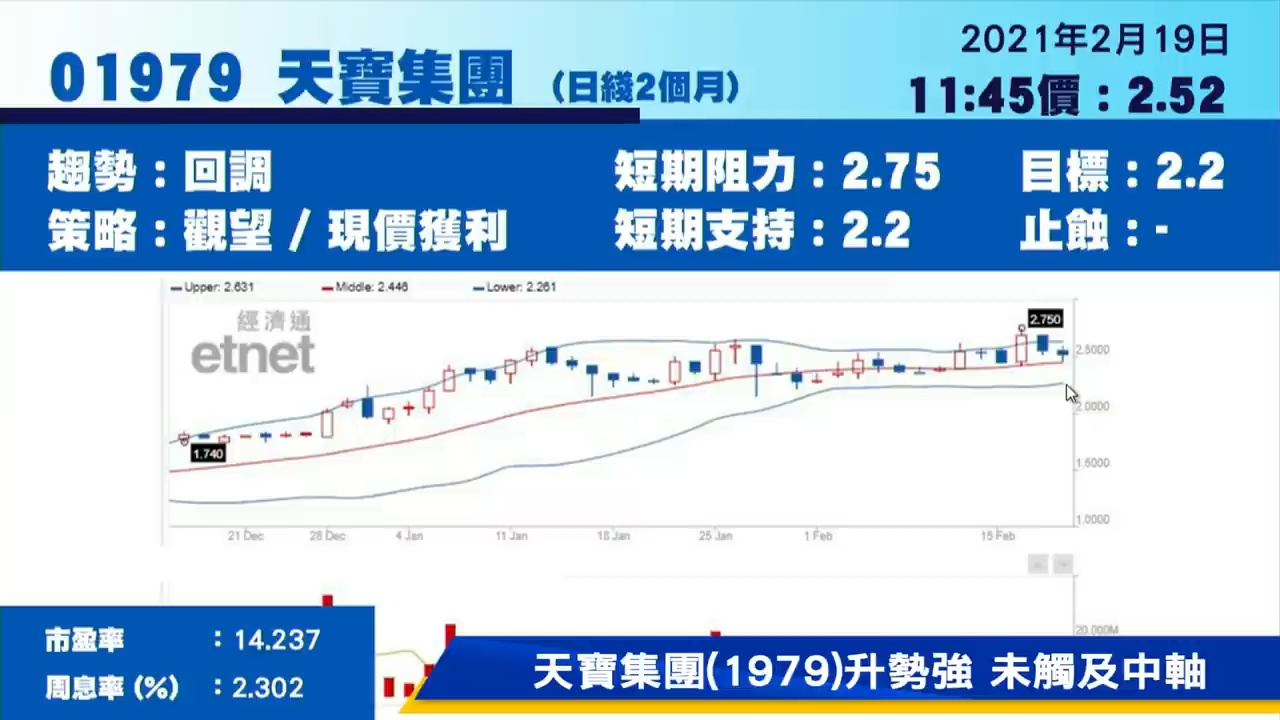 01979 天寶集團 (日綫2個月)
2021年2月19日
11:45價：2.52
趨勢：回調
短期阻力：2.75
目標：2.2
策略：觀望 / 現價獲利
短期支持：2.2
止蝕：-
Upper: 2.631
Middle: 2.446
Lower: 2.261
經濟通
etnet
2.750
1.740
2.5000
2.0000
1.5000
1.0000
21 Dec
28 Dec
4 Jan
11 Jan
18 Jan
25 Jan
1 Feb
15 Feb
20.000M
市盈率 ：14.237
周息率 (%) ：2.302
天寶集團(1979)升勢強 未觸及中軸